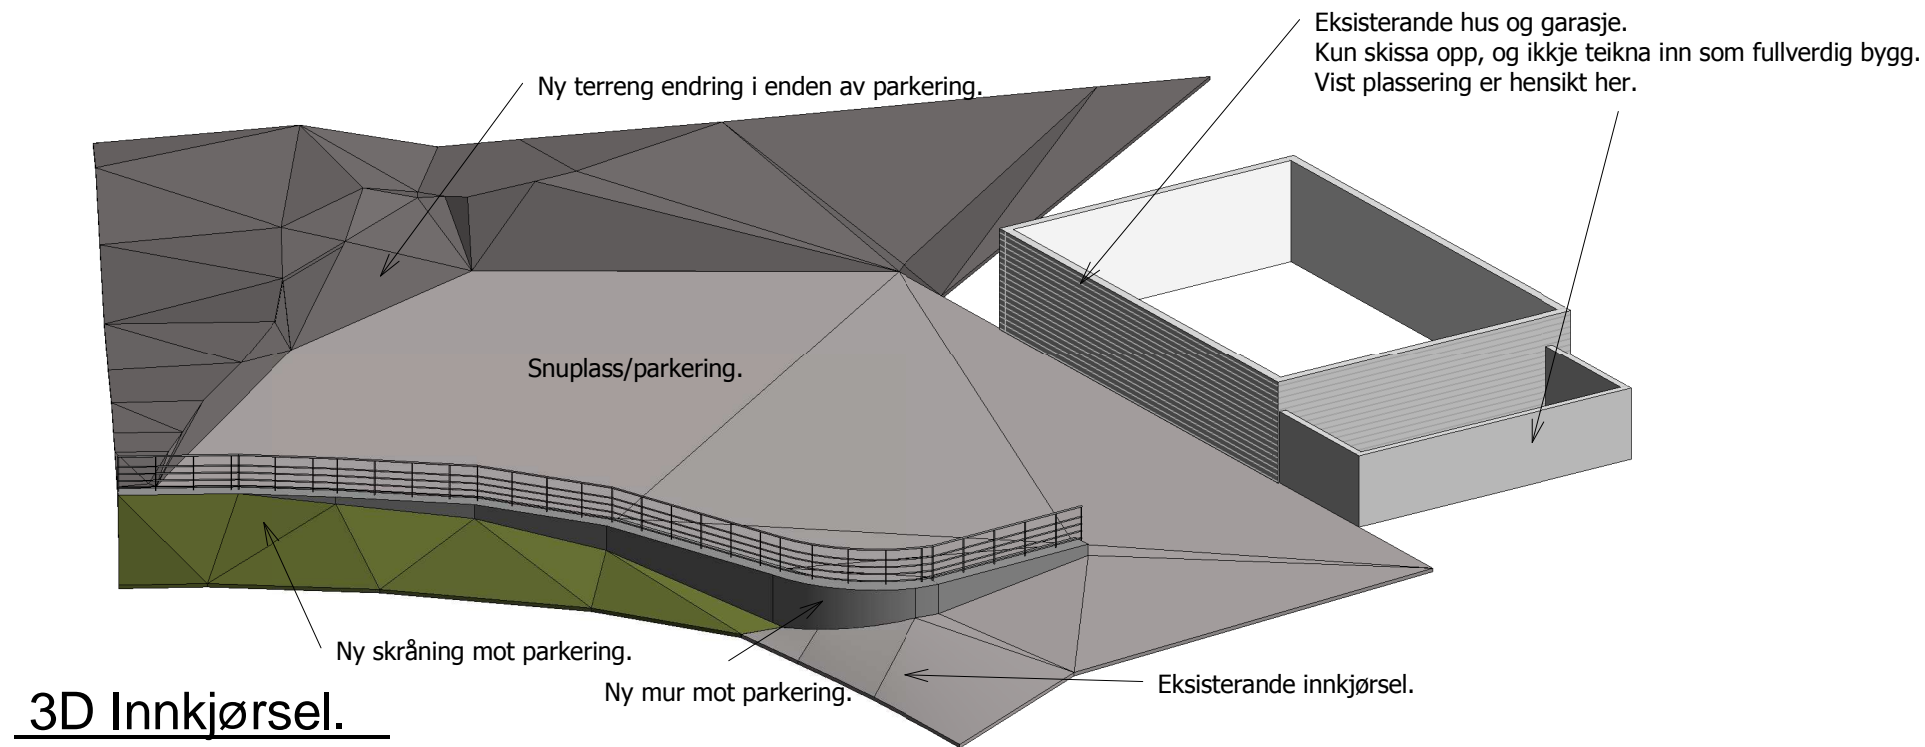 Eksisterande hus og garasje.
Kun skissa opp, og ikkje teikna inn som fullverdig bygg.
Vist plassering er hensikt her.
Ny terreng endring i enden av parkering.
Snuplass/parkering.
Ny skråning mot parkering.
Ny mur mot parkering.
Eksisterande innkjørsel.
3D Innkjørsel.